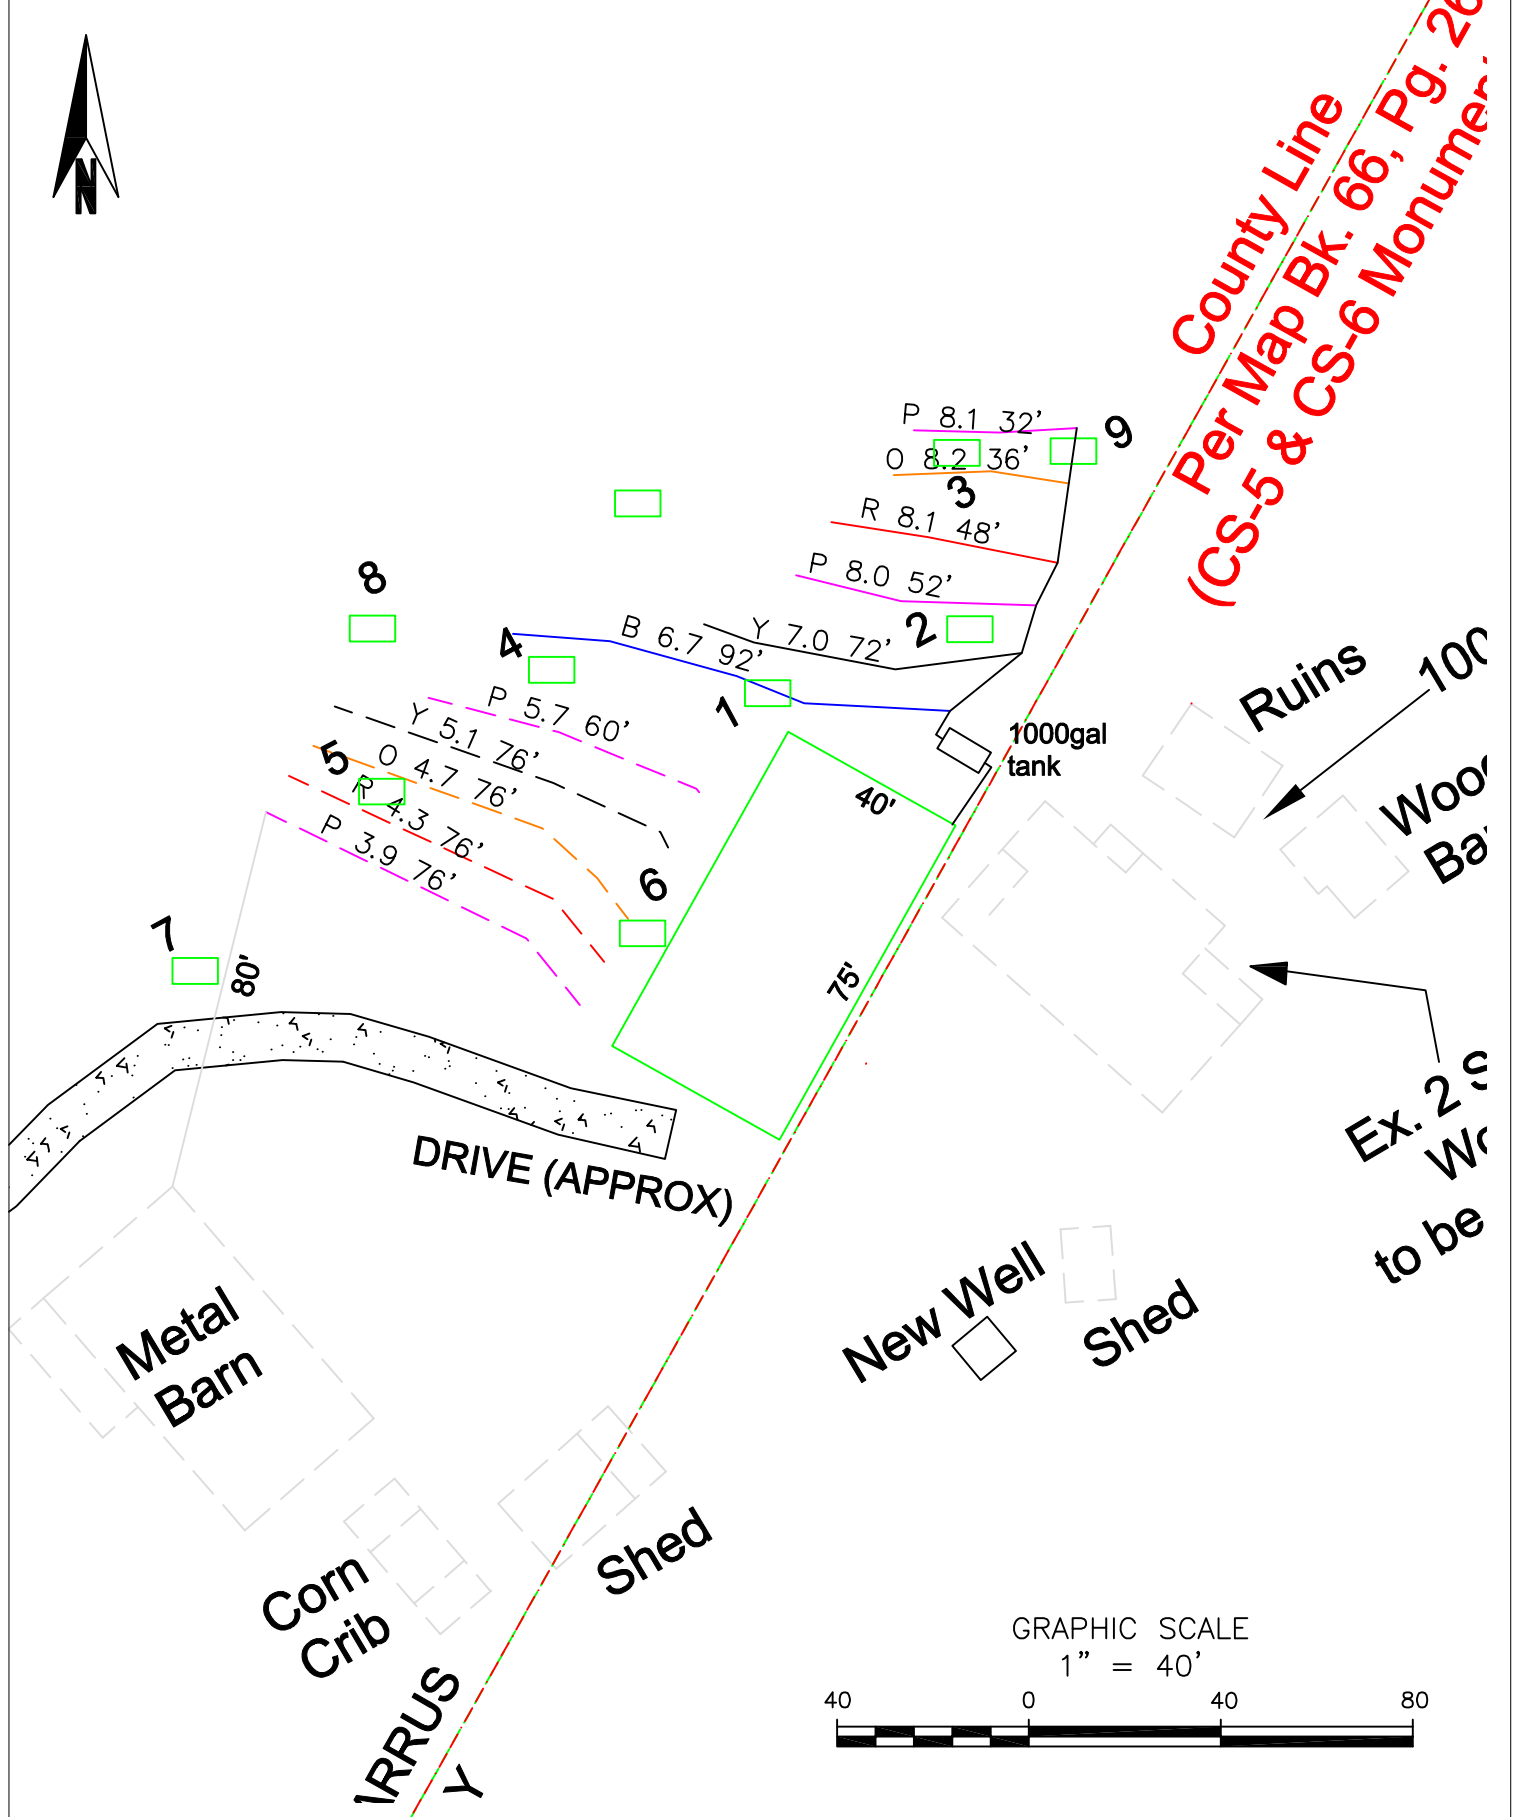 N
County Line
Per Map Bk. 66, Pg. 26
(CS-5 & CS-6 Monument
P 8.1 32'
9
O 8.2 36'
3
R 8.1 48'
P 8.0 52'
2
Y 7.0 72'
B 6.7 92'
8
4
1
P 5.7 60'
Y 5.1 76'
5
O 4.7 76'
R 4.3 76'
P 3.9 76'
6
7
80'
1000gal
tank
40'
75'
Ruins
100
DRIVE (APPROX)
Ex. 2 S
to be
New Well
Shed
Metal
Barn
Shed
Corn
Crib
ARRUS
Y
GRAPHIC SCALE
1” = 40'
40 0 40 80